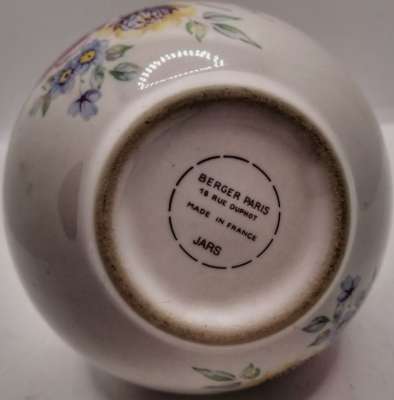 BERGER PARIS
18 RUE DUPHOT
MADE IN FRANCE
JARS